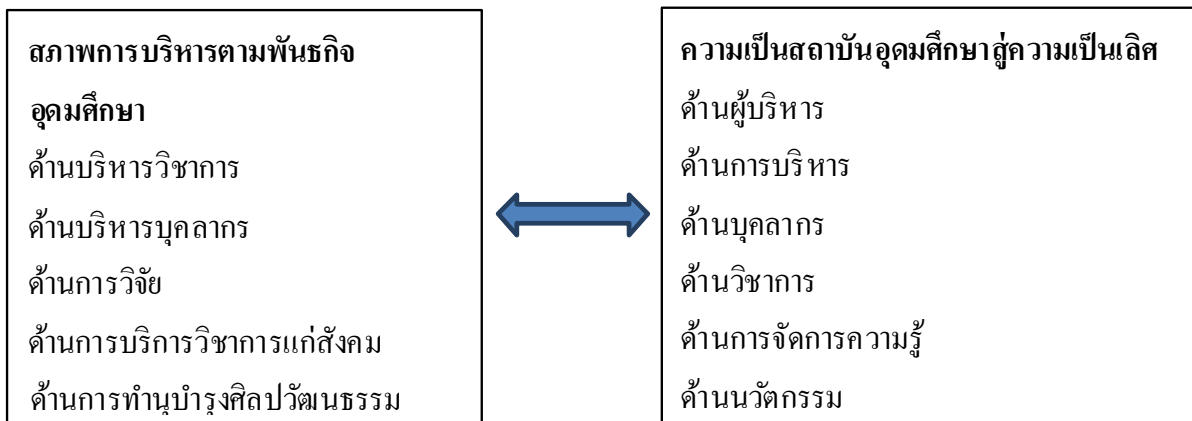 สภาพการบริหารตามพันธกิจ
อุดมศึกษา
ด้านบริหารวิชาการ
ด้านบริหารบุคลากร
ด้านการวิจัย
ด้านการบริการวิชาการแก่สังคม
ด้านการทำนุบำรุงศิลปวัฒนธรรม
ความเป็นสถาบันอุดมศึกษาสู่ความเป็นเลิศ
ด้านผู้บริหาร
ด้านการบริหาร
ด้านบุคลากร
ด้านวิชาการ
ด้านการจัดการความรู้
ด้านนวัตกรรม